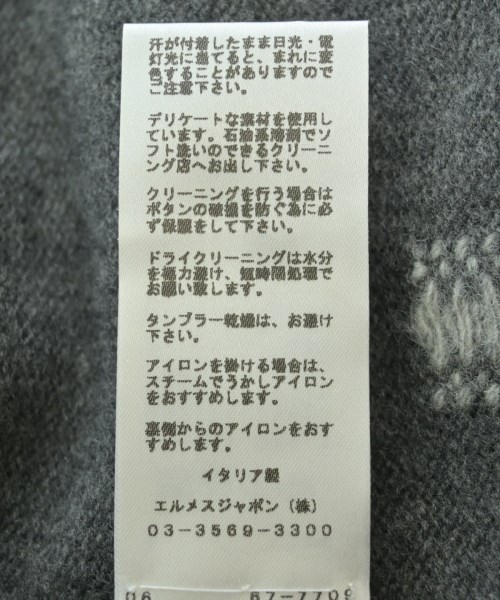 汗が付着したまま日光・電
灯光に当てると、まれに変
色することがありますので
ご注意下さい。
デリケートな素材を使用し
ています。石油系溶剤でソ
フト洗いのできるクリーニ
ング店へお出し下さい。
クリーニングを行う場合は
ボタンの破損を防ぐ為に必
ず保護をして下さい。
ドライクリーニングは水分
を極力避け、短時間処理で
お願い致します。
タンブラー乾燥は、お避け
下さい。
アイロンを掛ける場合は、
スチームでうかしアイロン
をおすすめします。
裏側からのアイロンをおす
すめします。
イタリア製
エルメスジャポン（株）
03-3569-3300
06 67-7709